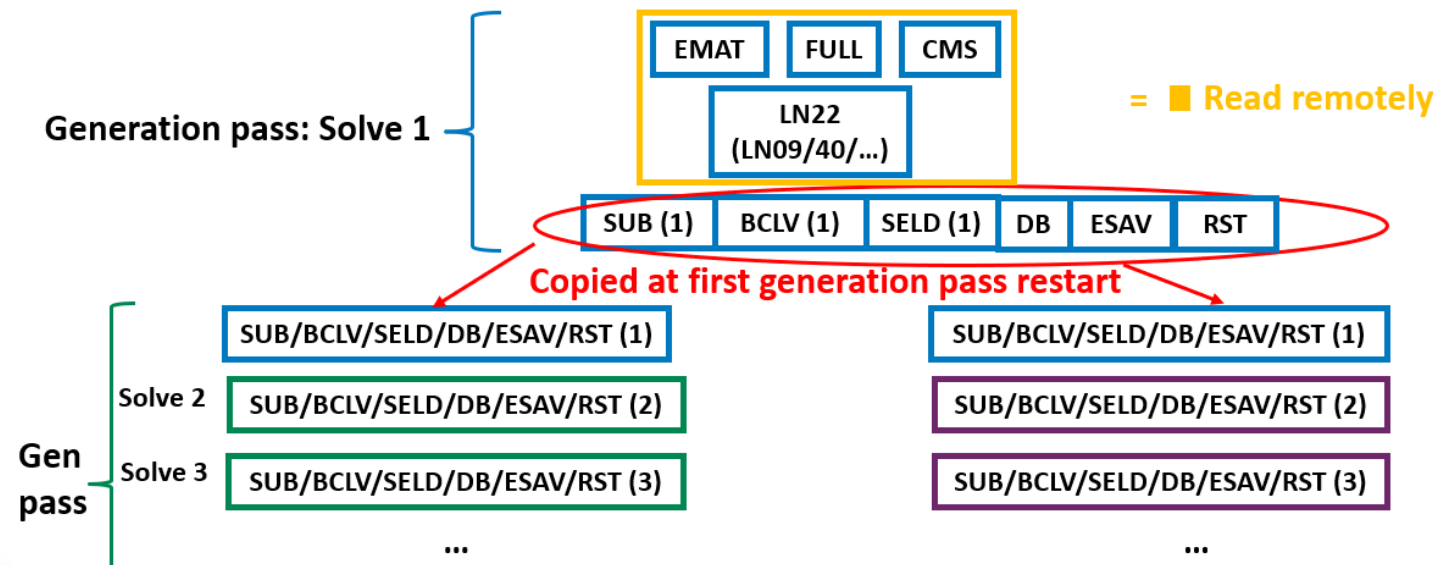 EMAT FULL CMS
LN22
(LN09/40/...)
= Read remotely
Generation pass: Solve 1
SUB (1) BCLV (1) SELD (1) DB ESAV RST
Copied at first generation pass restart
SUB/BCLV/SELD/DB/ESAV/RST (1) SUB/BCLV/SELD/DB/ESAV/RST (1)
Solve 2 SUB/BCLV/SELD/DB/ESAV/RST (2) SUB/BCLV/SELD/DB/ESAV/RST (2)
Gen
pass
Solve 3 SUB/BCLV/SELD/DB/ESAV/RST (3) SUB/BCLV/SELD/DB/ESAV/RST (3)
... ...